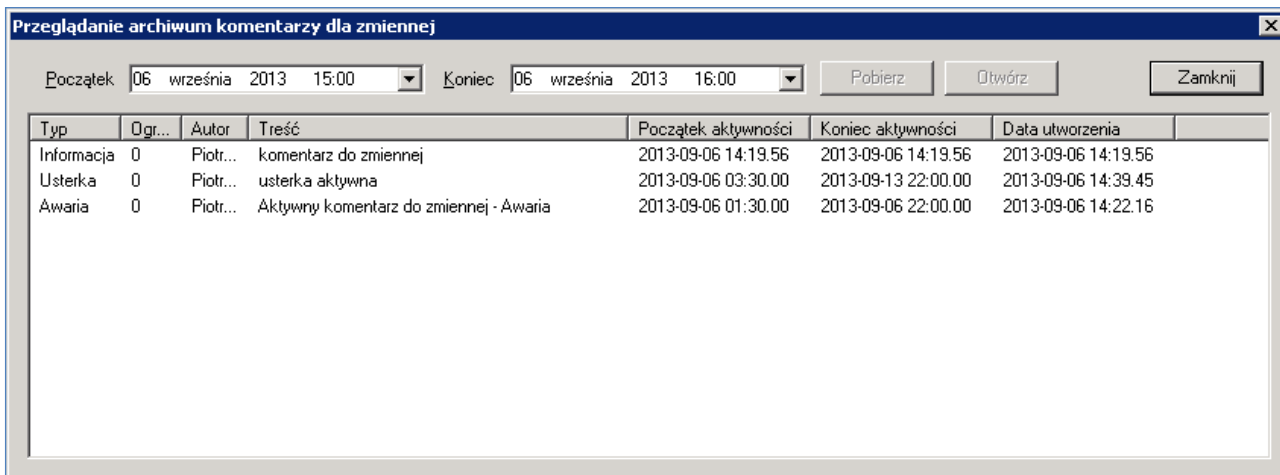 Przeglądanie archiwum komentarzy dla zmiennej
Początek 06 września 2013 15:00 Koniec 06 września 2013 16:00 Pobierz Otwórz Zamknij
Typ Ogr... Autor Treść Początek aktywności Koniec aktywności Data utworzenia
Informacja 0 Piotr... komentarz do zmiennej 2013-09-06 14:19.56 2013-09-06 14:19.56 2013-09-06 14:19.56
Usterka 0 Piotr... usterka aktywna 2013-09-06 03:30.00 2013-09-13 22:00.00 2013-09-06 14:39.45
Awaria 0 Piotr... Aktywny komentarz do zmiennej - Awaria 2013-09-06 01:30.00 2013-09-06 22:00.00 2013-09-06 14:22.16